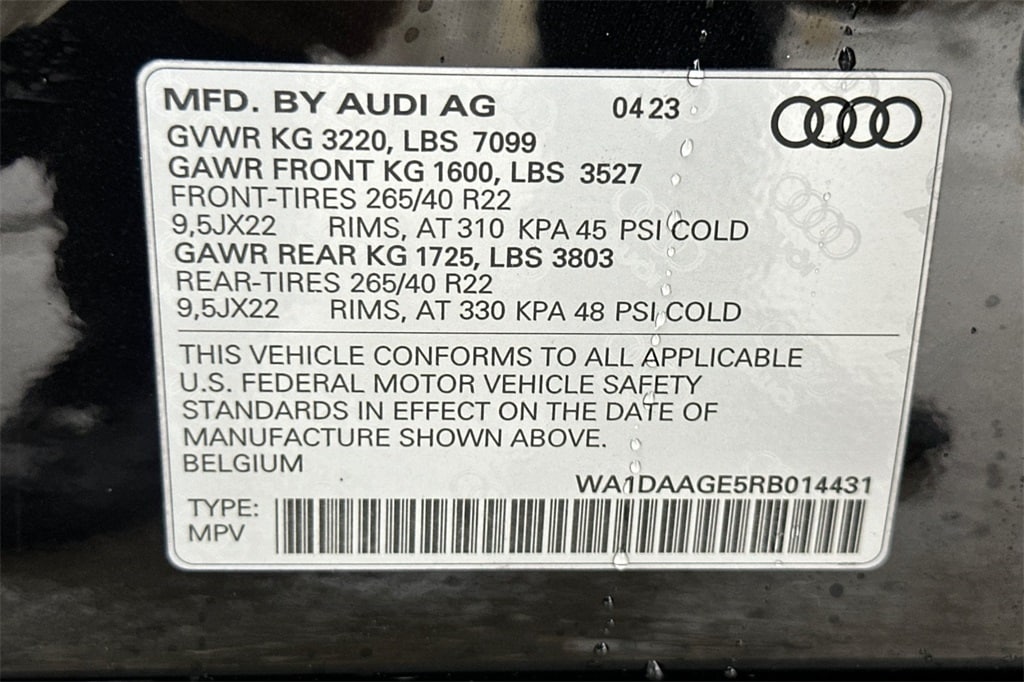 MFD. BY AUDI AG 04 23
GVWR KG 3220, LBS 7099
GAWR FRONT KG 1600, LBS 3527
FRONT-TIRES 265/40 R22
9,5JX22 RIMS, AT 310 KPA 45 PSI COLD
GAWR REAR KG 1725, LBS 3803
REAR-TIRES 265/40 R22
9,5JX22 RIMS, AT 330 KPA 48 PSI COLD
THIS VEHICLE CONFORMS TO ALL APPLICABLE
U.S. FEDERAL MOTOR VEHICLE SAFETY
STANDARDS IN EFFECT ON THE DATE OF
MANUFACTURE SHOWN ABOVE.
BELGIUM
WA1DAAGE5RB014431
TYPE:
MPV